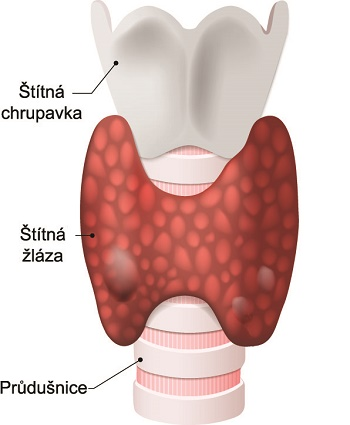 Štítná
chrupavka
Štítná
žláza
Průdušnice